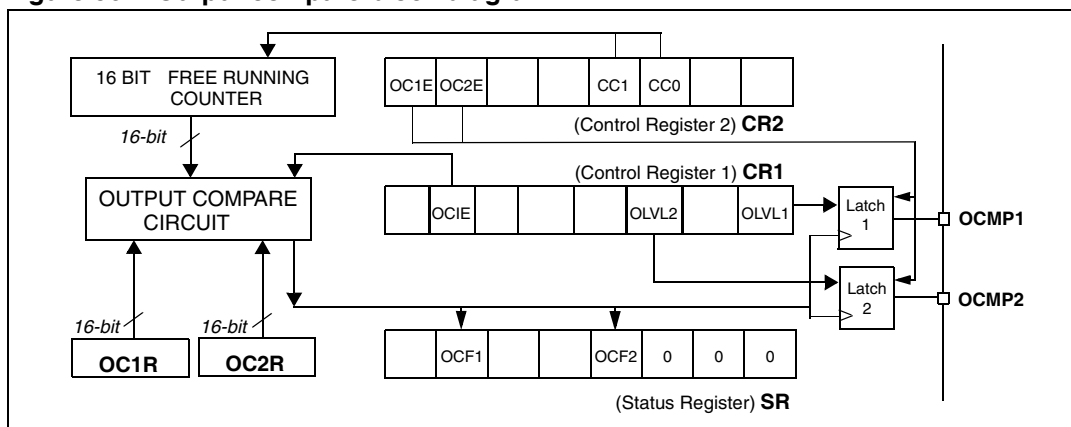 16 BIT FREE RUNNING
COUNTER
OC1E OC2E CC1 CC0
(Control Register 2) CR2
16-bit
(Control Register 1) CR1
OUTPUT COMPARE
CIRCUIT
OCIE OLVL2 OLVL1
Latch
1
OCMP1
Latch
2
OCMP2
16-bit
16-bit
OC1R
OC2R
OCF1 OCF2 0 0 0
(Status Register) SR